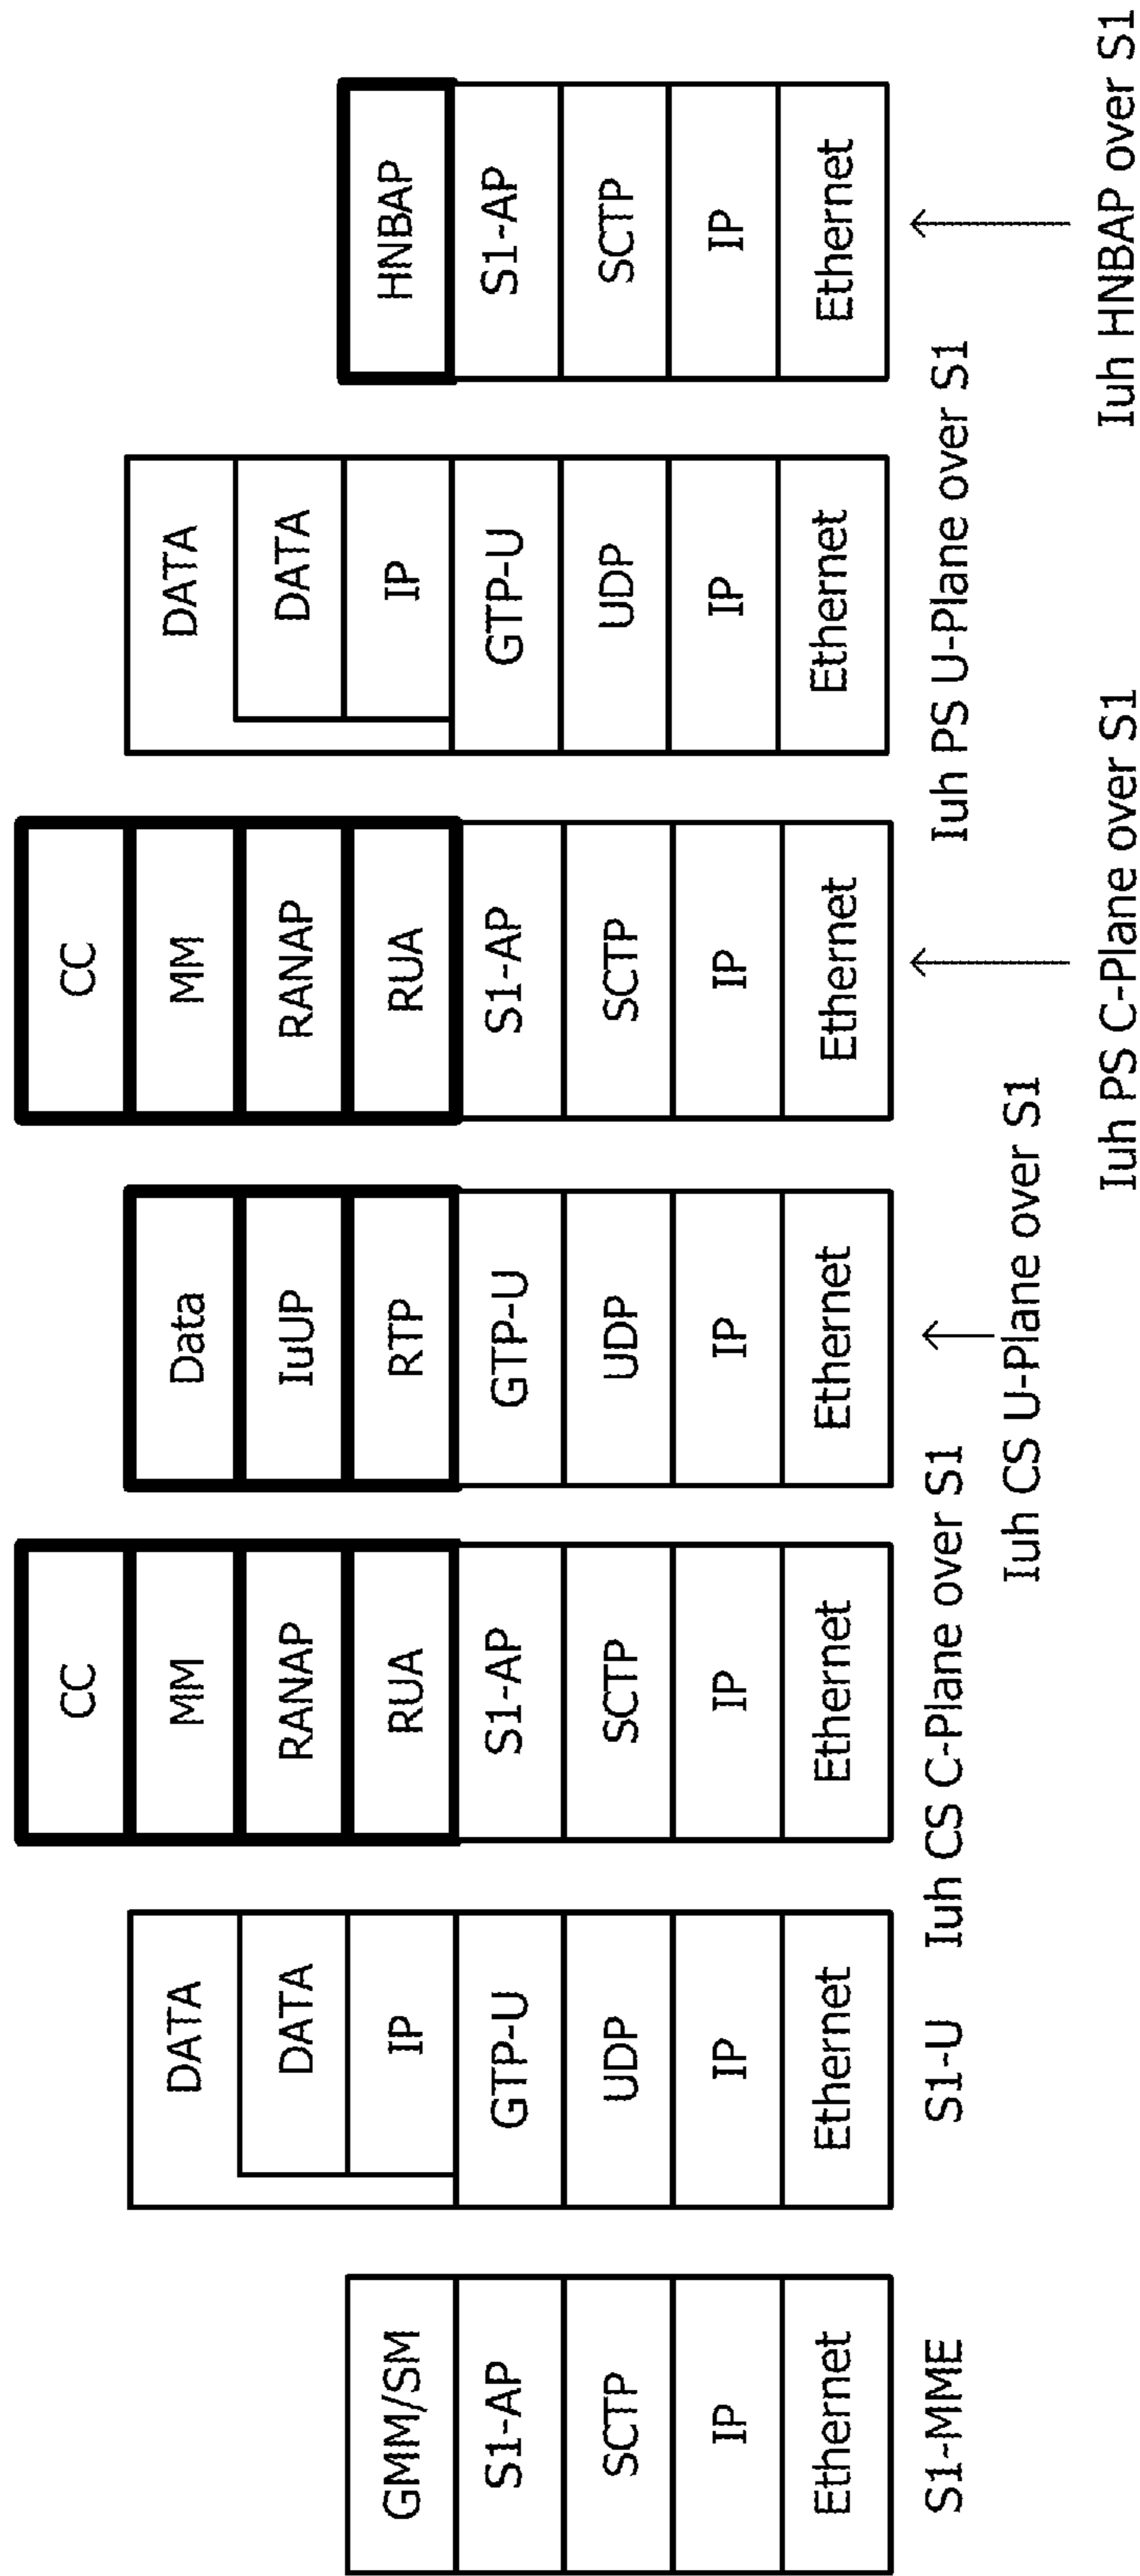 GMM/SM
S1-AP
SCTP
IP
Ethernet
S1-MME
DATA
DATA
IP
GTP-U
UDP
IP
Ethernet
S1-U
CC
MM
RANAP
RUA
S1-AP
SCTP
IP
Ethernet
Iuh CS C-Plane over S1
Data
IuUP
RTP
GTP-U
UDP
IP
Ethernet
Iuh CS U-Plane over S1
CC
MM
RANAP
RUA
S1-AP
SCTP
IP
Ethernet
Iuh PS C-Plane over S1
DATA
DATA
IP
GTP-U
UDP
IP
Ethernet
Iuh PS U-Plane over S1
HNBAP
S1-AP
SCTP
IP
Ethernet
Iuh HNBAP over S1